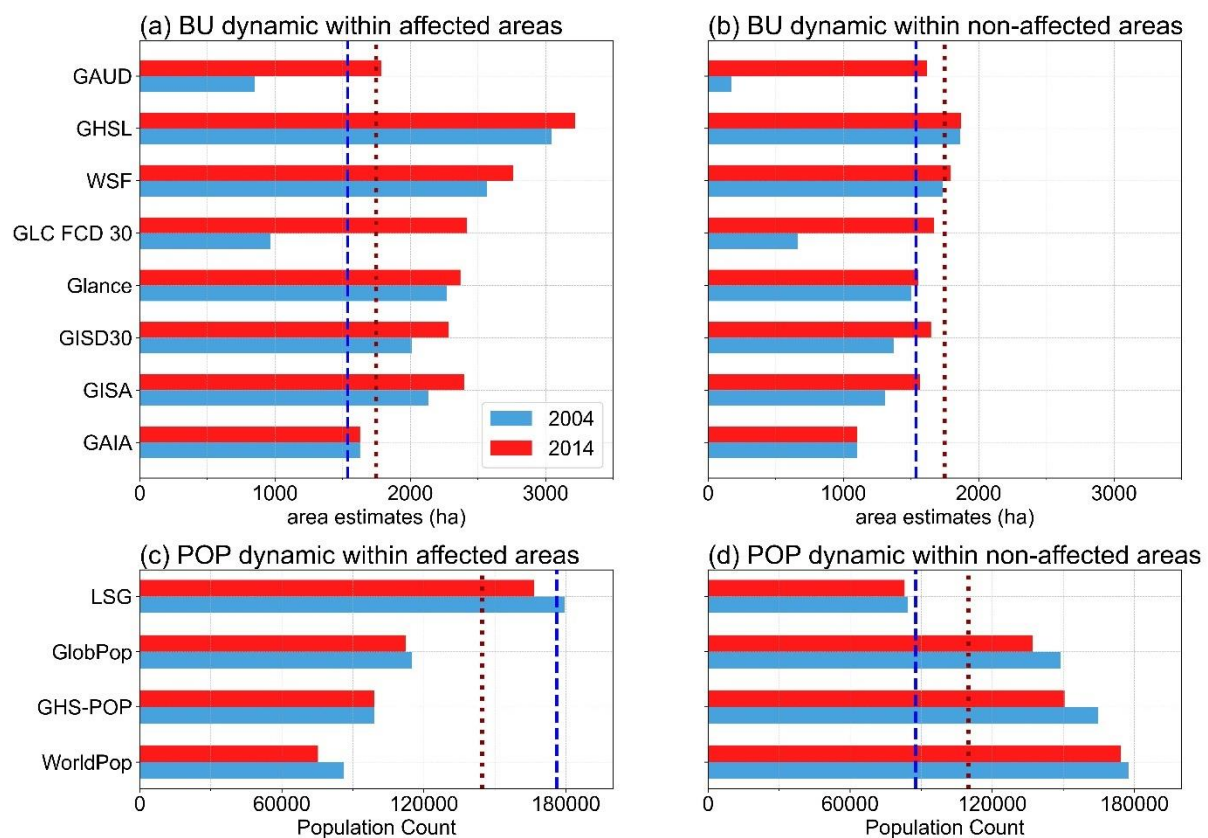 (a) BU dynamic within affected areas
GAUD
GHSL
WSF
GLC FCD 30
Glance
GISD30
GISA
GAIA
2004
2014
0 1000 2000 3000
area estimates (ha)
(b) BU dynamic within non-affected areas
0 1000 2000 3000
area estimates (ha)
(c) POP dynamic within affected areas
LSG
GlobPop
GHS-POP
WorldPop
0 60000 120000 180000
Population Count
(d) POP dynamic within non-affected areas
0 60000 120000 180000
Population Count